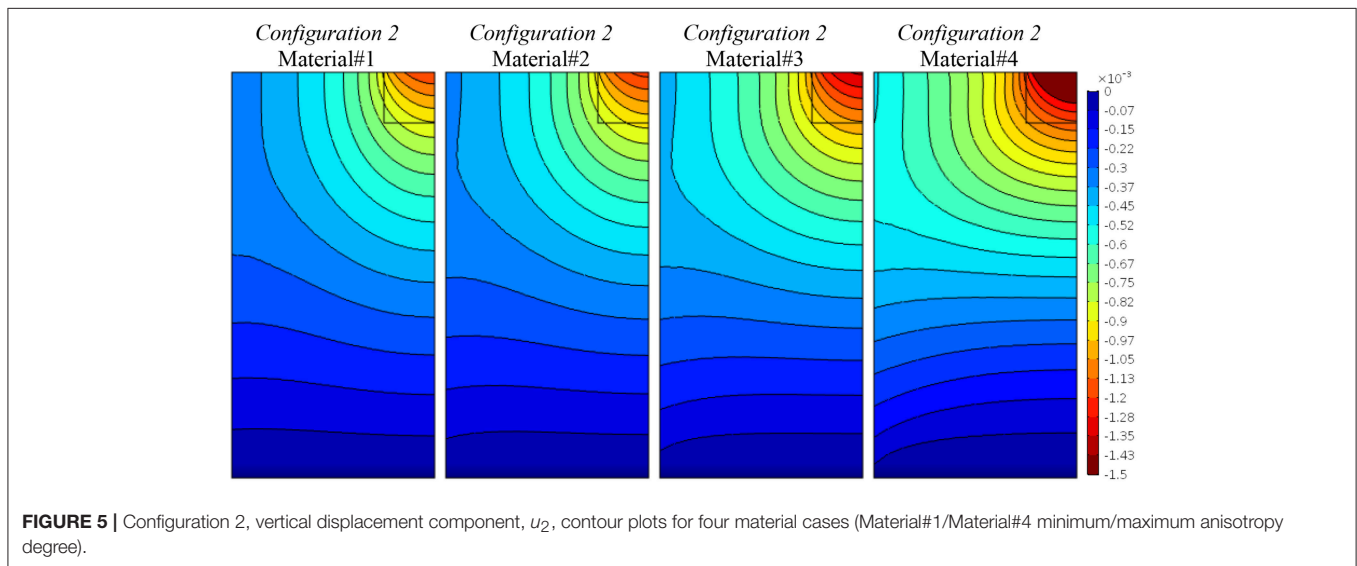 Configuration 2
Material#1
Configuration 2
Material#2
Configuration 2
Material#3
Configuration 2
Material#4
×10⁻³
0
-0.07
-0.15
-0.22
-0.3
-0.37
-0.45
-0.52
-0.6
-0.67
-0.75
-0.82
-0.9
-0.97
-1.05
-1.13
-1.2
-1.28
-1.35
-1.43
-1.5
FIGURE 5 | Configuration 2, vertical displacement component, u₂, contour plots for four material cases (Material#1/Material#4 minimum/maximum anisotropy
degree).